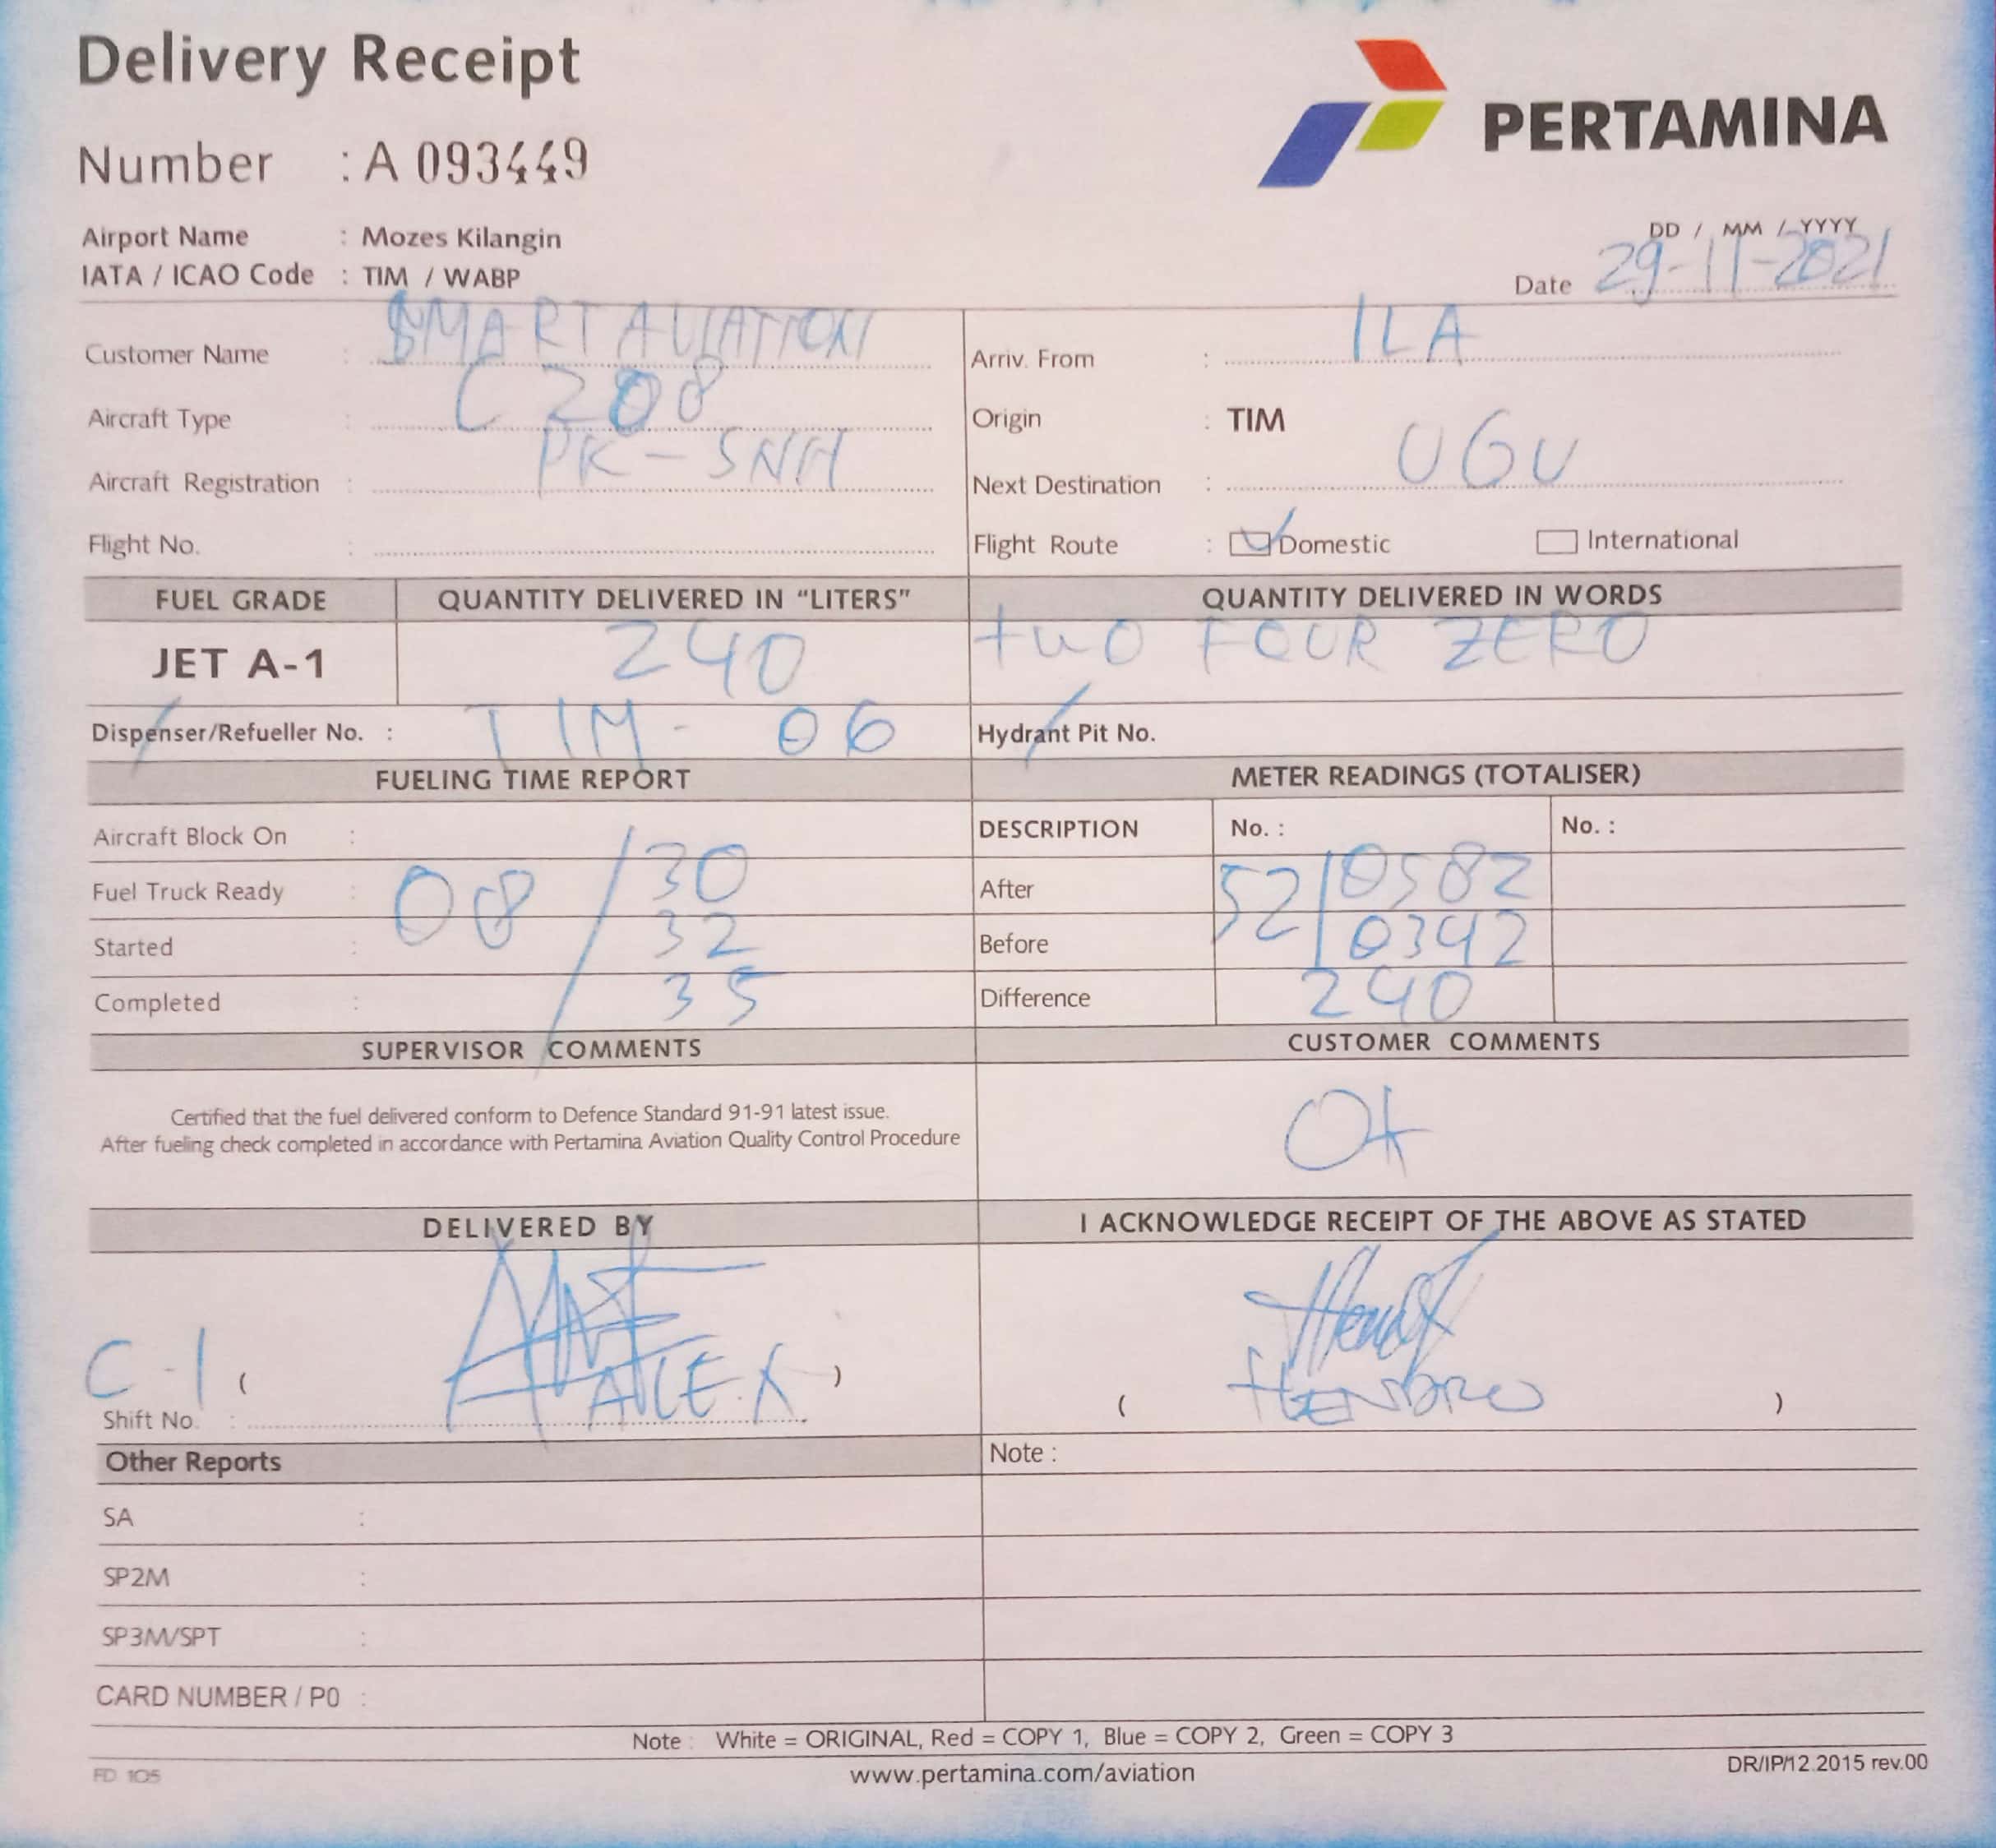 Delivery Receipt
PERTAMINA
Number : A 093449
Airport Name : Mozes Kilangin
IATA / ICAO Code : TIM / WABP
DD / MM / YYYY
Date 29-11-2021
Customer Name : SMART AVIATION
Arriv. From : ILA
Aircraft Type : C 208
Origin : TIM
Aircraft Registration : PK-SNH
Next Destination : UGU
Flight No. :
Flight Route : Domestic International
FUEL GRADE QUANTITY DELIVERED IN "LITERS" QUANTITY DELIVERED IN WORDS
JET A-1 240 two FOUR ZERO
Dispenser/Refueller No. : TIM - 06 Hydrant Pit No.
FUELING TIME REPORT METER READINGS (TOTALISER)
Aircraft Block On : DESCRIPTION No. : No. :
Fuel Truck Ready : 08 / 30 After 52 0582
Started : 32 Before 0342
Completed : 35 Difference 240
SUPERVISOR COMMENTS CUSTOMER COMMENTS
Certified that the fuel delivered conform to Defence Standard 91-91 latest issue.
After fueling check completed in accordance with Pertamina Aviation Quality Control Procedure
OK
DELIVERED BY I ACKNOWLEDGE RECEIPT OF THE ABOVE AS STATED
C-1 ( ALEX ) ( HENDRO )
Shift No. :
Other Reports Note :
SA :
SP2M :
SP3M/SPT :
CARD NUMBER / P0 :
Note : White = ORIGINAL, Red = COPY 1, Blue = COPY 2, Green = COPY 3
FD. 105 www.pertamina.com/aviation DR/IP/12.2015 rev.00